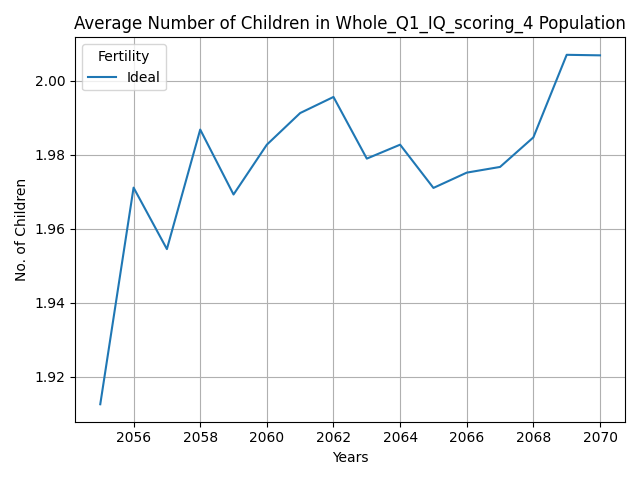 Average Number of Children in Whole_Q1_IQ_scoring_4 Population
Fertility
Ideal
No. of Children
2.00
1.98
1.96
1.94
1.92
2056 2058 2060 2062 2064 2066 2068 2070
Years